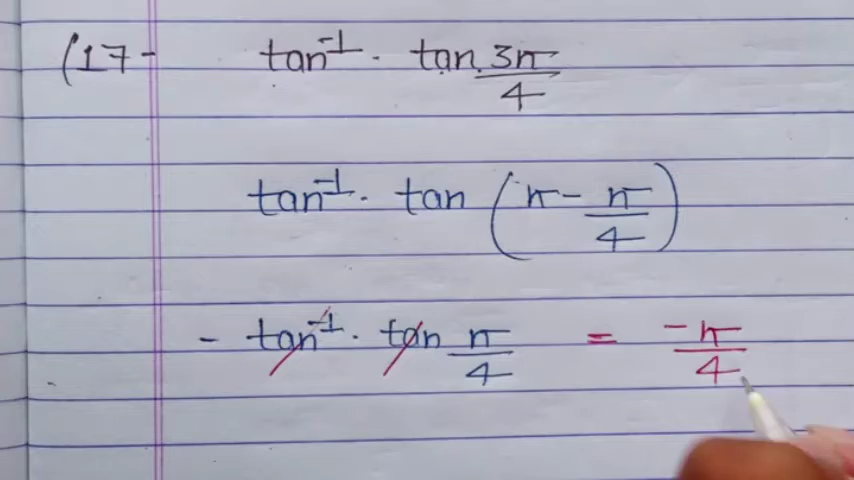 (17- tan⁻¹ · tan 3π/4
tan⁻¹ · tan (π - π/4)
- tan⁻¹ · tan π/4 = -π/4